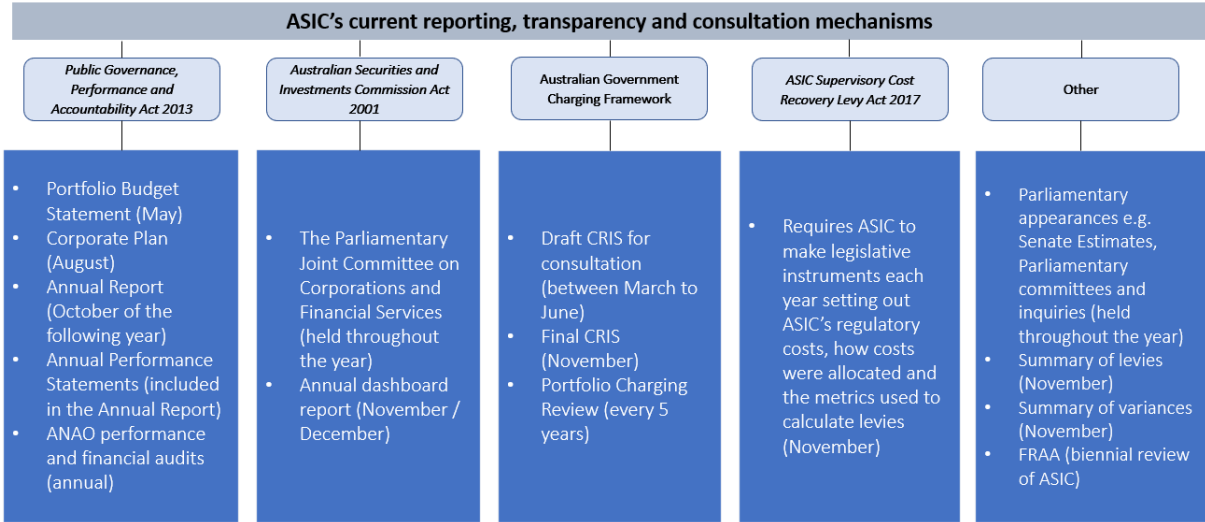 ASIC's current reporting, transparency and consultation mechanisms
Public Governance,
Performance and
Accountability Act 2013
• Portfolio Budget
Statement (May)
• Corporate Plan
(August)
• Annual Report
(October of the
following year)
• Annual Performance
Statements (included
in the Annual Report)
• ANAO performance
and financial audits
(annual)
Australian Securities and
Investments Commission Act
2001
• The Parliamentary
Joint Committee on
Corporations and
Financial Services
(held throughout
the year)
• Annual dashboard
report (November /
December)
Australian Government
Charging Framework
• Draft CRIS for
consultation
(between March to
June)
• Final CRIS
(November)
• Portfolio Charging
Review (every 5
years)
ASIC Supervisory Cost
Recovery Levy Act 2017
• Requires ASIC to
make legislative
instruments each
year setting out
ASIC's regulatory
costs, how costs
were allocated and
the metrics used to
calculate levies
(November)
Other
• Parliamentary
appearances e.g.
Senate Estimates,
Parliamentary
committees and
inquiries (held
throughout the year)
• Summary of levies
(November)
• Summary of variances
(November)
• FRAA (biennial review
of ASIC)